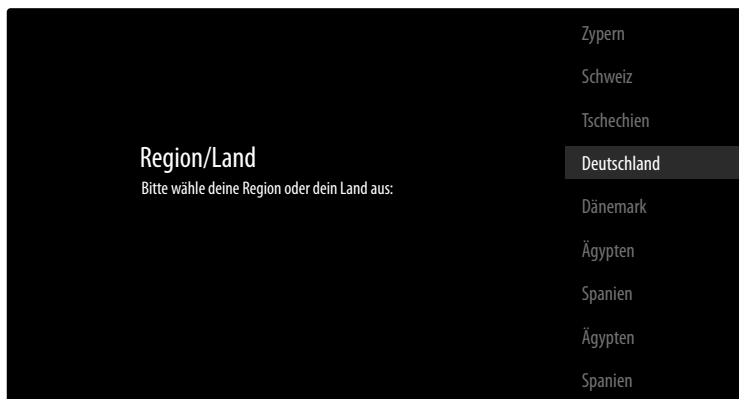 Region/Land
Bitte wähle deine Region oder dein Land aus:
Zypern
Schweiz
Tschechien
Deutschland
Dänemark
Ägypten
Spanien
Ägypten
Spanien